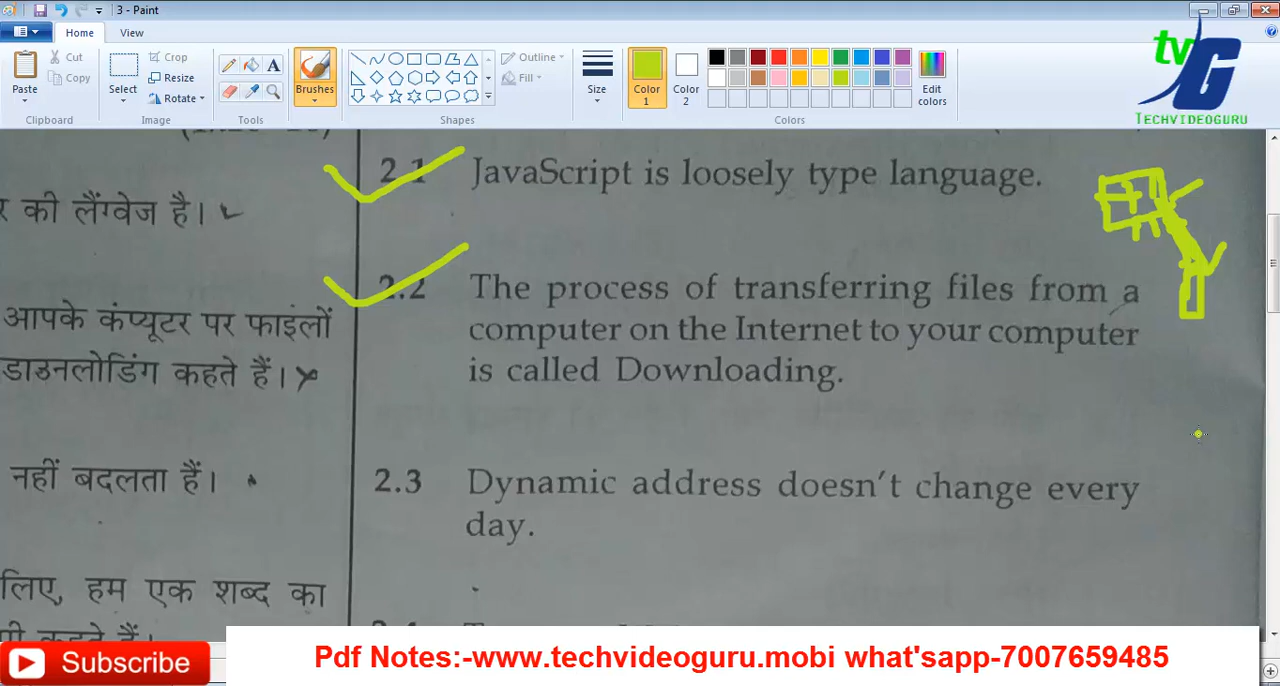 3 - Paint
Home
View
Paste
Cut
Copy
Clipboard
Select
Crop
Resize
Rotate
Image
Tools
Brushes
Shapes
Outline
Fill
Size
Color 1
Color 2
Edit colors
Colors
tv G
TECHVIDEOGURU
की लैंग्वेज है।
आपके कंप्यूटर पर फाइलों
डाउनलोडिंग कहते हैं।
नहीं बदलता हैं।
लिए, हम एक शब्द का
कहते हैं।
2.1 JavaScript is loosely type language.
2.2 The process of transferring files from a
computer on the Internet to your computer
is called Downloading.
2.3 Dynamic address doesn't change every
day.
Subscribe
Pdf Notes:-www.techvideoguru.mobi what'sapp-7007659485